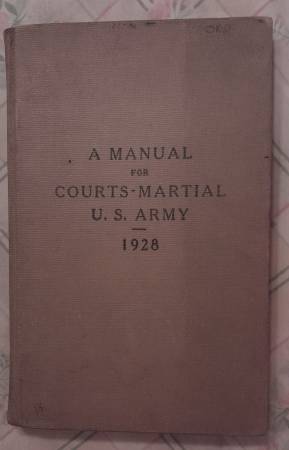 A MANUAL
FOR
COURTS-MARTIAL
U. S. ARMY
1928